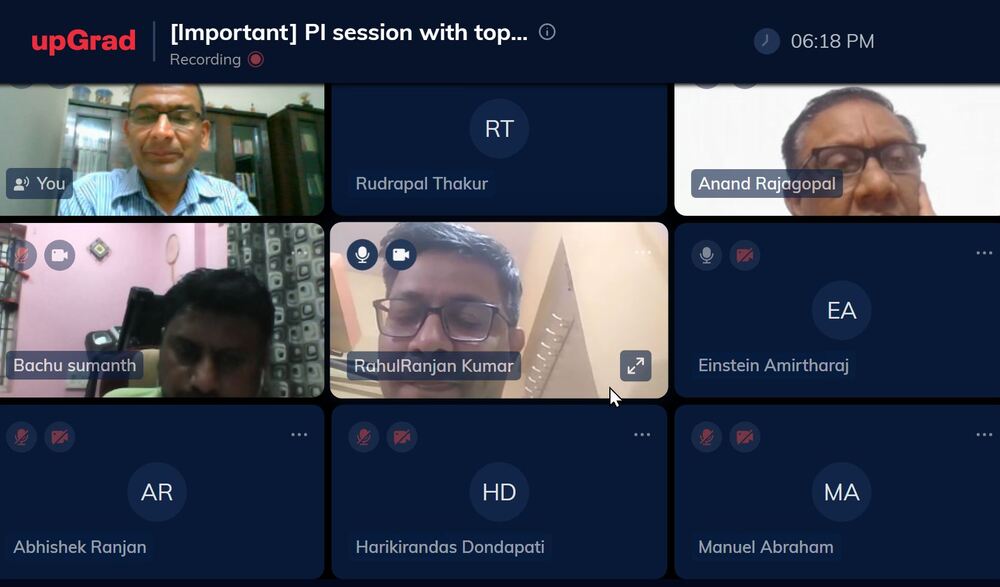 upGrad
[Important] PI session with top...
Recording
06:18 PM
You
RT
Rudrapal Thakur
Anand Rajagopal
Bachu sumanth
RahulRanjan Kumar
EA
Einstein Amirtharaj
AR
Abhishek Ranjan
HD
Harikirandas Dondapati
MA
Manuel Abraham